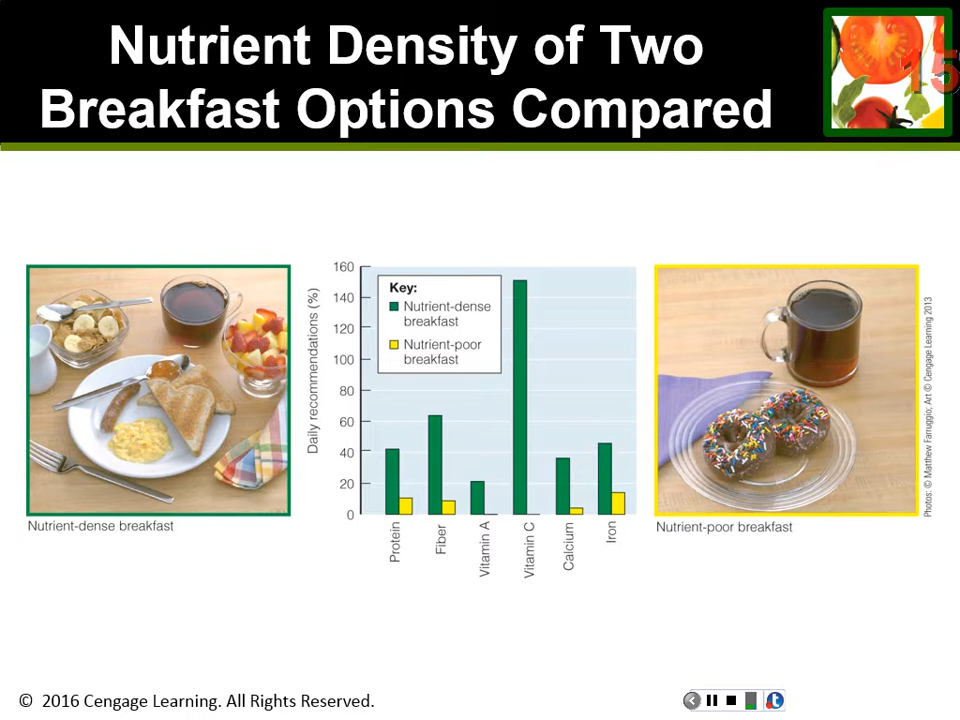 Nutrient Density of Two
Breakfast Options Compared
15
160
140
120
100
80
60
40
20
0
Daily recommendations (%)
Key:
Nutrient-dense
breakfast
Nutrient-poor
breakfast
Protein
Fiber
Vitamin A
Vitamin C
Calcium
Iron
Nutrient-dense breakfast
Nutrient-poor breakfast
Photos: © Matthew Farruggio; Art © Cengage Learning 2013
© 2016 Cengage Learning. All Rights Reserved.
t